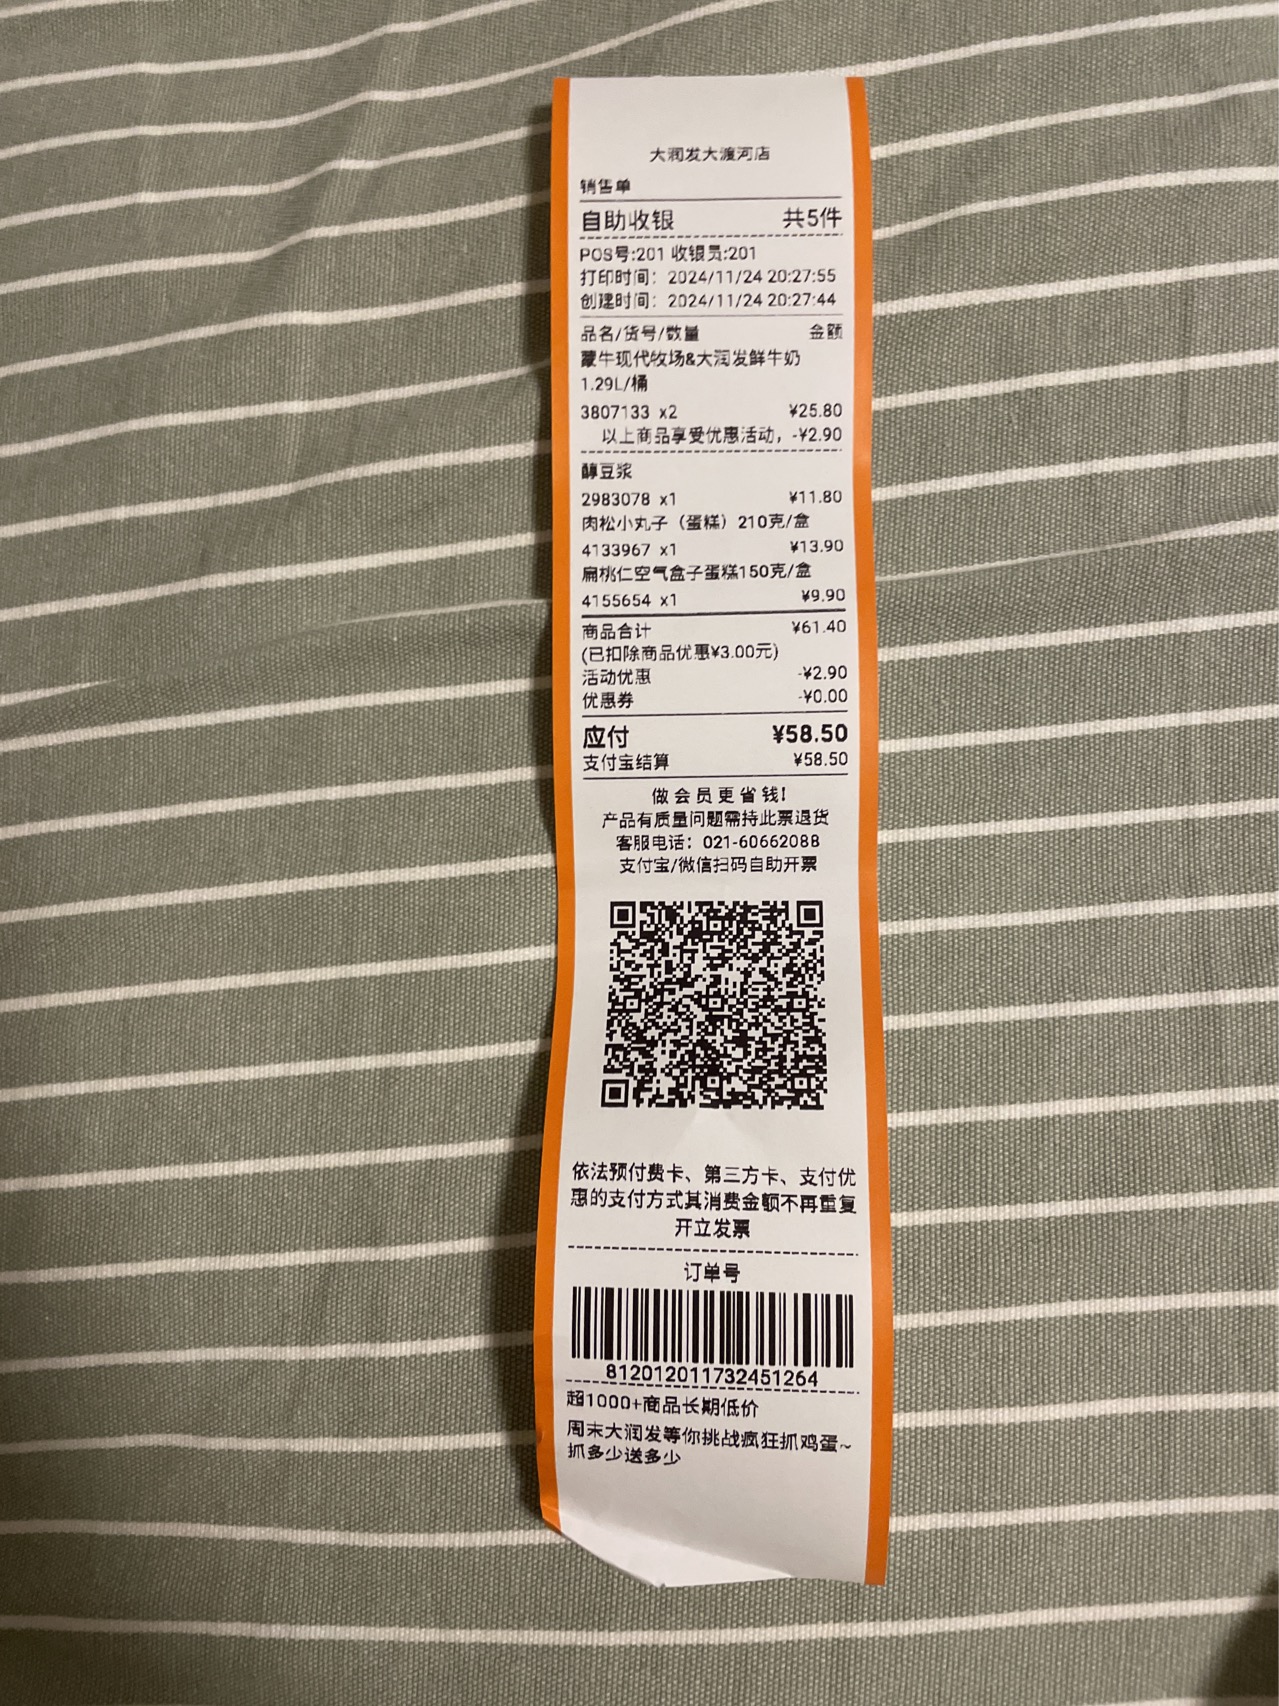 大润发大渡河店
销售单
自助收银 共5件
POS号:201 收银员:201
打印时间: 2024/11/24 20:27:55
创建时间: 2024/11/24 20:27:44
品名/货号/数量 金额
蒙牛现代牧场&大润发鲜牛奶
1.29L/桶
3807133 x2 ¥25.80
以上商品享受优惠活动, -¥2.90
醇豆浆
2983078 x1 ¥11.80
肉松小丸子（蛋糕）210克/盒
4133967 x1 ¥13.90
扁桃仁空气盒子蛋糕150克/盒
4155654 x1 ¥9.90
商品合计 ¥61.40
(已扣除商品优惠¥3.00元)
活动优惠 -¥2.90
优惠券 -¥0.00
应付 ¥58.50
支付宝结算 ¥58.50
做会员更省钱!
产品有质量问题需持此票退货
客服电话: 021-60662088
支付宝/微信扫码自助开票
依法预付费卡、第三方卡、支付优
惠的支付方式其消费金额不再重复
开立发票
订单号
812012011732451264
超1000+商品长期低价
周末大润发等你挑战疯狂抓鸡蛋~
抓多少送多少